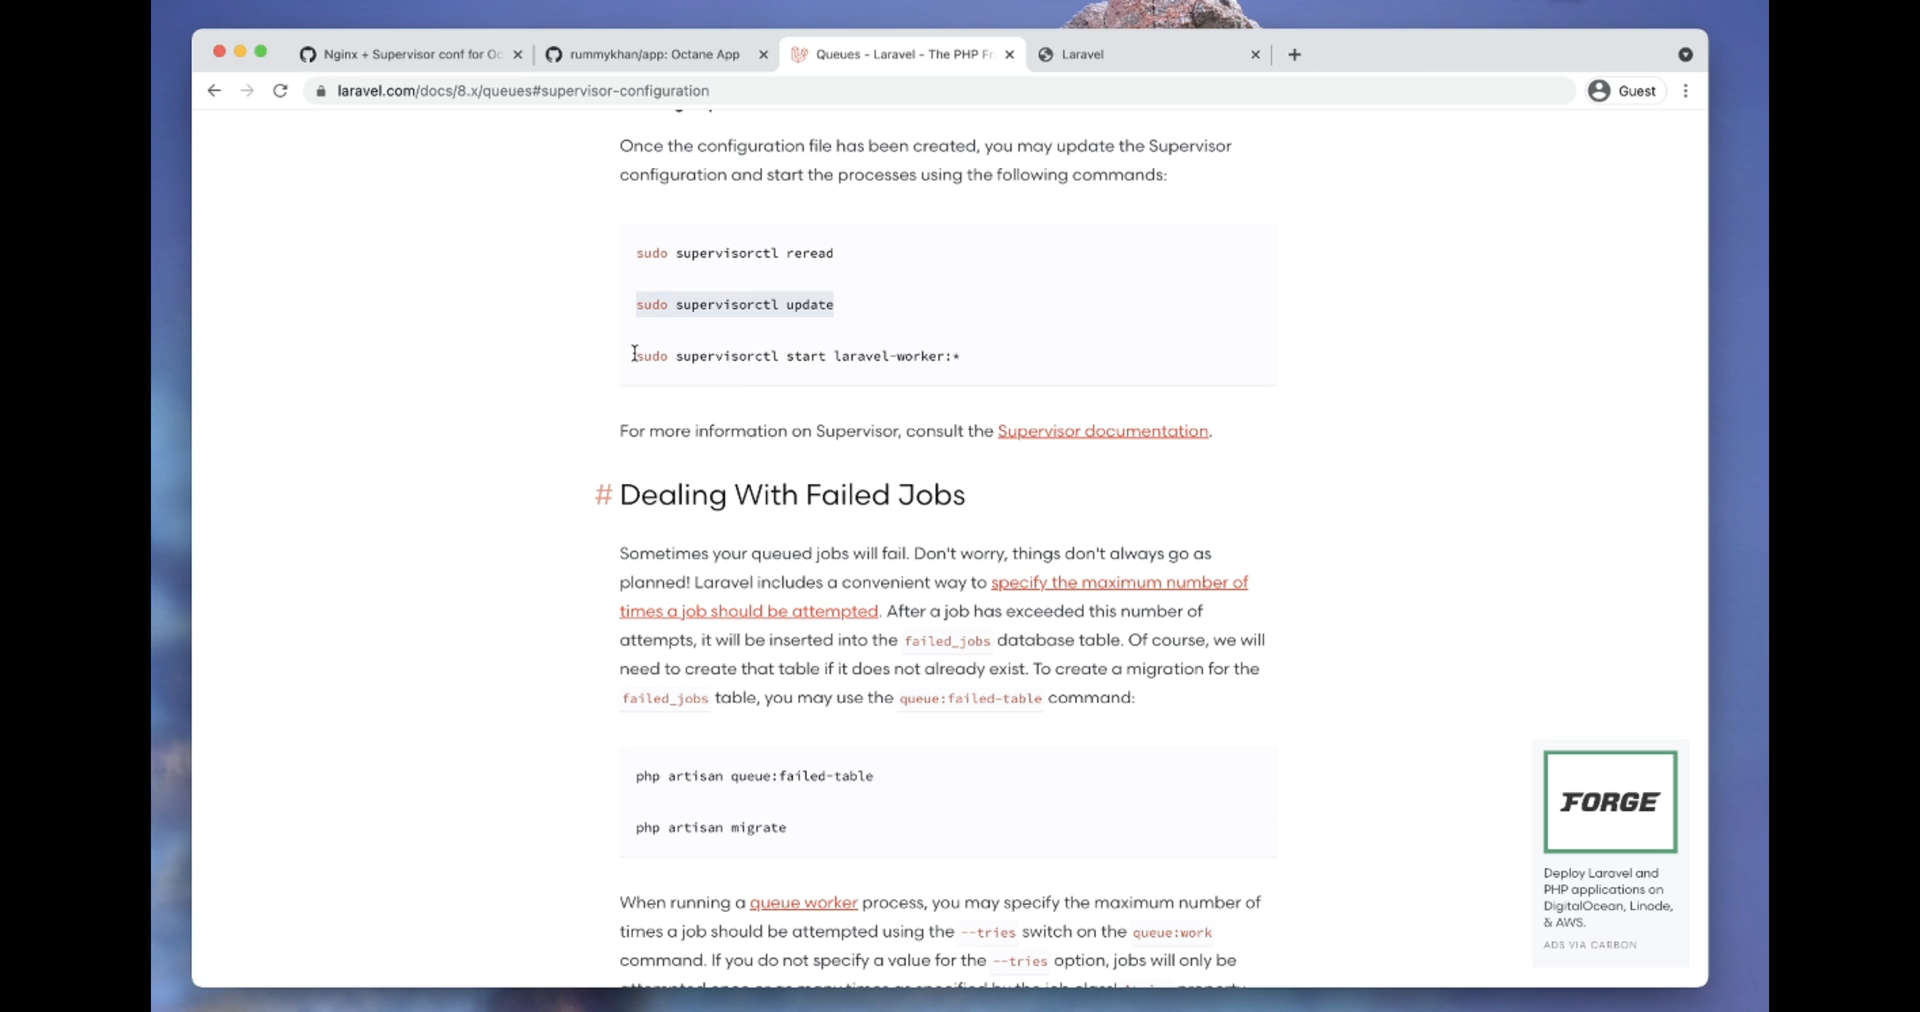 Nginx + Supervisor conf for Oc
rummykhan/app: Octane App
Queues - Laravel - The PHP Fr
Laravel
laravel.com/docs/8.x/queues#supervisor-configuration
Guest
Once the configuration file has been created, you may update the Supervisor
configuration and start the processes using the following commands:
sudo supervisorctl reread
sudo supervisorctl update
sudo supervisorctl start laravel-worker:*
For more information on Supervisor, consult the Supervisor documentation.
# Dealing With Failed Jobs
Sometimes your queued jobs will fail. Don't worry, things don't always go as
planned! Laravel includes a convenient way to specify the maximum number of
times a job should be attempted. After a job has exceeded this number of
attempts, it will be inserted into the failed_jobs database table. Of course, we will
need to create that table if it does not already exist. To create a migration for the
failed_jobs table, you may use the queue:failed-table command:
php artisan queue:failed-table
php artisan migrate
When running a queue worker process, you may specify the maximum number of
times a job should be attempted using the --tries switch on the queue:work
command. If you do not specify a value for the --tries option, jobs will only be
FORGE
Deploy Laravel and
PHP applications on
DigitalOcean, Linode,
& AWS.
ADS VIA CARBON